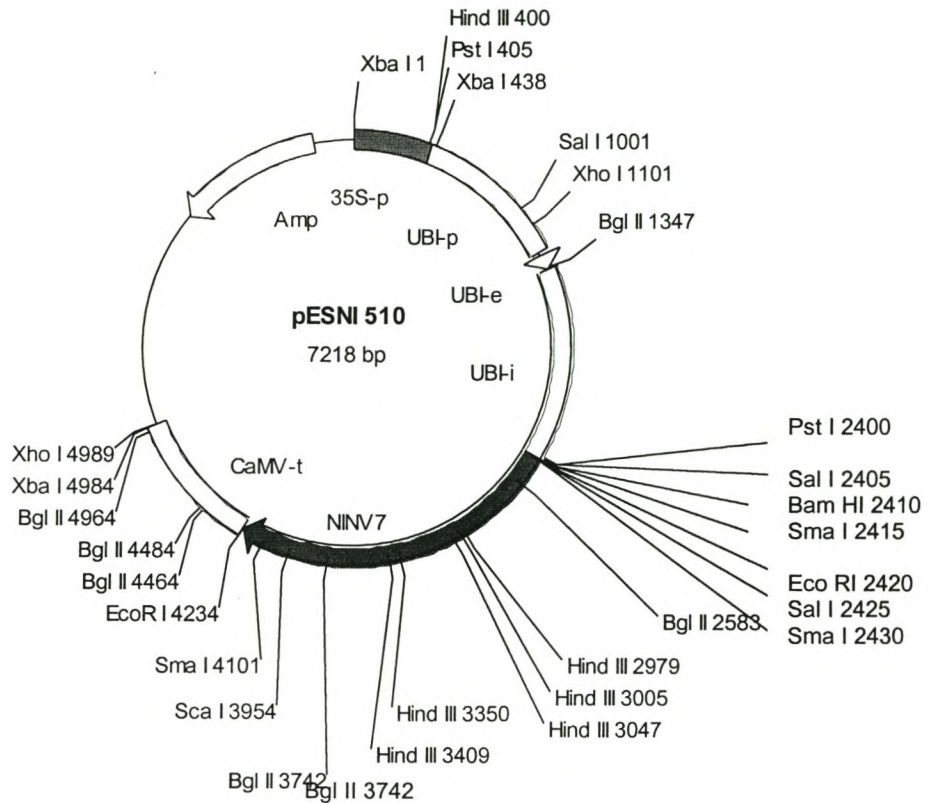 Hind III 400
Pst I 405
Xba I 1
Xba I 438
Sal I 1001
Xho I 1101
Bgl II 1347
35S-p
Amp
UBI-p
UBI-e
UBI-i
pESNI 510
7218 bp
Pst I 2400
Sal I 2405
Bam HI 2410
Sma I 2415
Eco RI 2420
Sal I 2425
Sma I 2430
Bgl II 2583
Hind III 2979
Hind III 3005
Hind III 3047
Hind III 3350
Hind III 3409
Bgl II 3742
Bgl II 3742
Sca I 3954
Sma I 4101
EcoR I 4234
Bgl II 4464
Bgl II 4484
Bgl II 4964
Xba I 4984
Xho I 4989
CaMV-t
NINV7